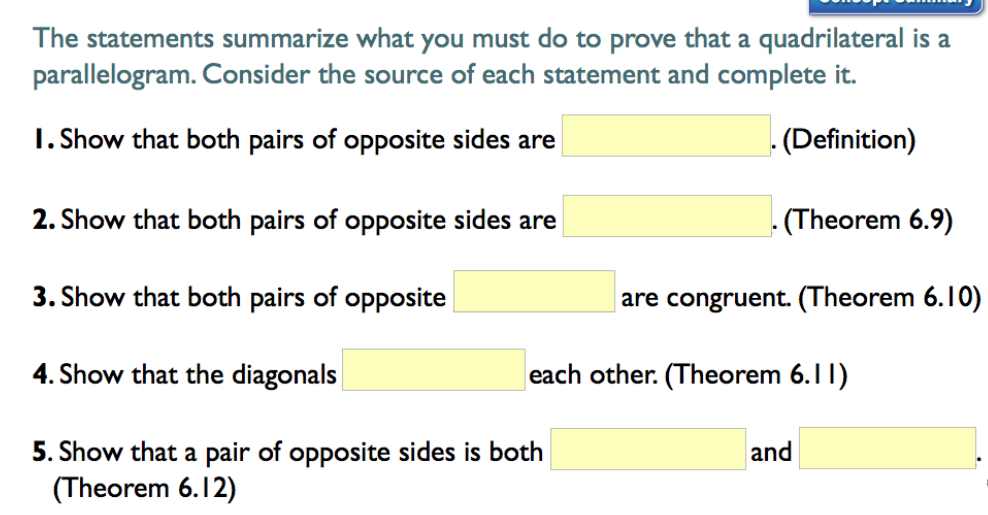 The statements summarize what you must do to prove that a quadrilateral is a
parallelogram. Consider the source of each statement and complete it.
1. Show that both pairs of opposite sides are . (Definition)
2. Show that both pairs of opposite sides are . (Theorem 6.9)
3. Show that both pairs of opposite are congruent. (Theorem 6.10)
4. Show that the diagonals each other. (Theorem 6.11)
5. Show that a pair of opposite sides is both and .
(Theorem 6.12)